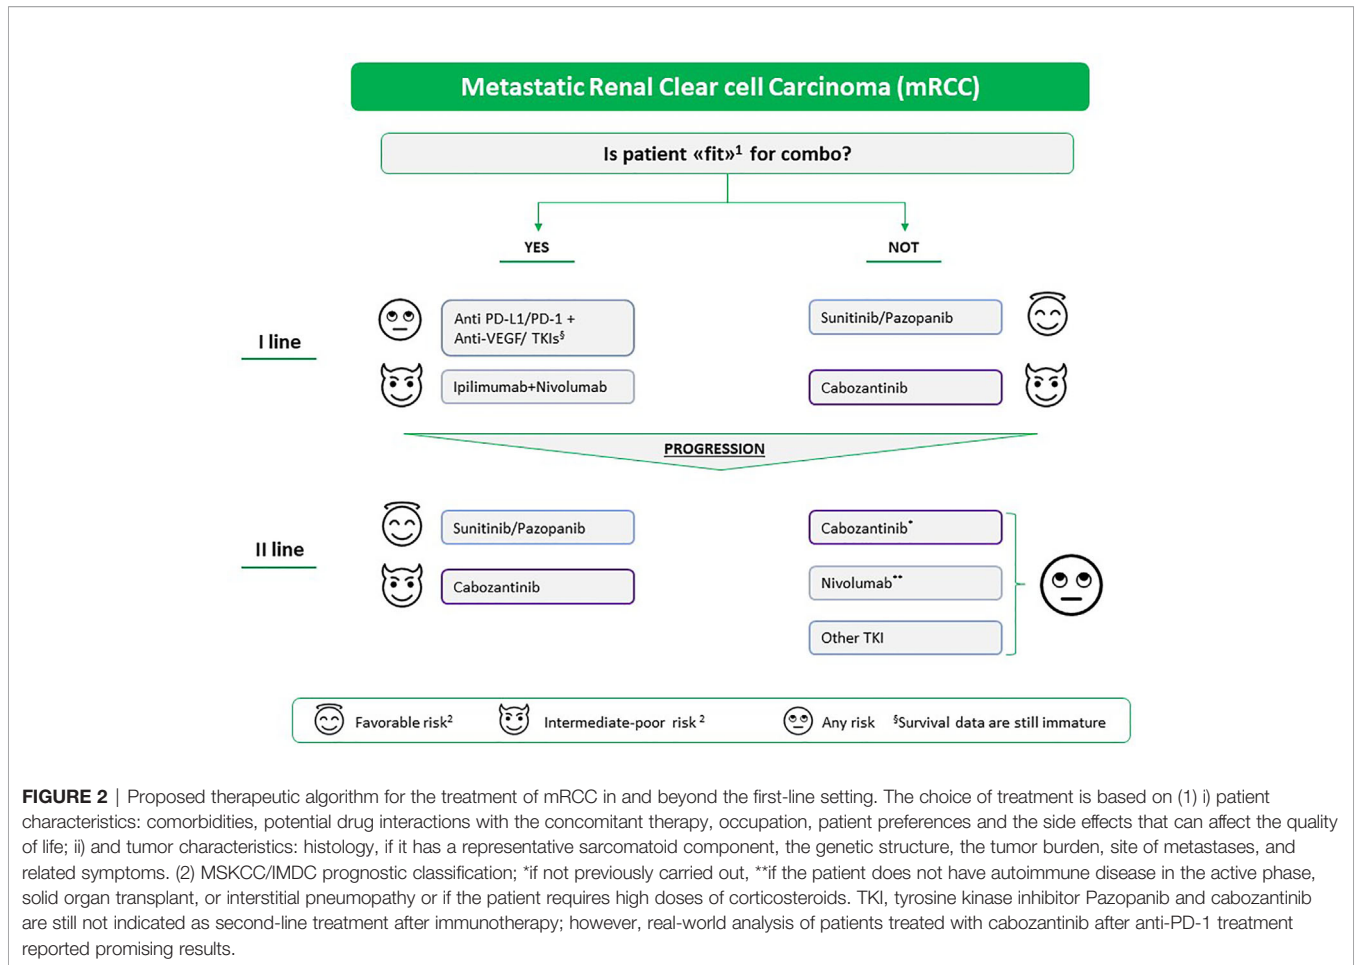 Metastatic Renal Clear cell Carcinoma (mRCC)
Is patient «fit»¹ for combo?
YES
NOT
I line
Anti PD-L1/PD-1 +
Anti-VEGF/ TKIs§
Ipilimumab+Nivolumab
Sunitinib/Pazopanib
Cabozantinib
PROGRESSION
II line
Sunitinib/Pazopanib
Cabozantinib
Cabozantinib*
Nivolumab**
Other TKI
Favorable risk²
Intermediate-poor risk ²
Any risk
§Survival data are still immature
FIGURE 2 | Proposed therapeutic algorithm for the treatment of mRCC in and beyond the first-line setting. The choice of treatment is based on (1) i) patient
characteristics: comorbidities, potential drug interactions with the concomitant therapy, occupation, patient preferences and the side effects that can affect the quality
of life; ii) and tumor characteristics: histology, if it has a representative sarcomatoid component, the genetic structure, the tumor burden, site of metastases, and
related symptoms. (2) MSKCC/IMDC prognostic classification; *if not previously carried out, **if the patient does not have autoimmune disease in the active phase,
solid organ transplant, or interstitial pneumopathy or if the patient requires high doses of corticosteroids. TKI, tyrosine kinase inhibitor Pazopanib and cabozantinib
are still not indicated as second-line treatment after immunotherapy; however, real-world analysis of patients treated with cabozantinib after anti-PD-1 treatment
reported promising results.